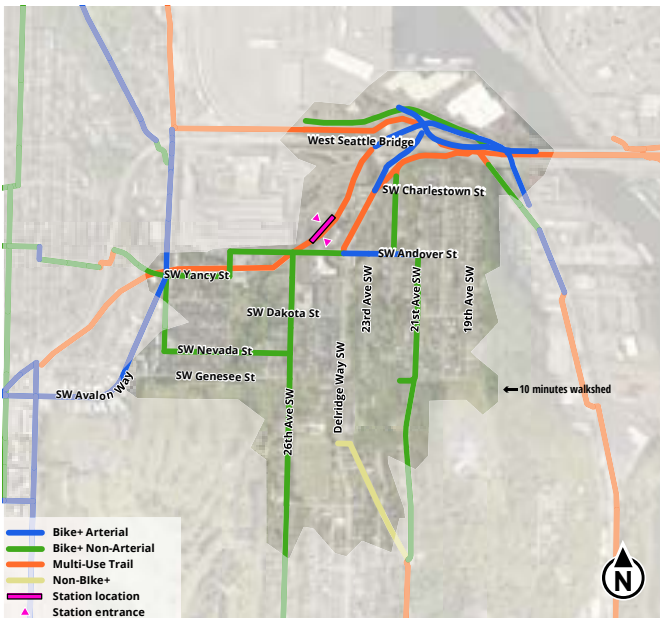 West Seattle Bridge
SW Charlestown St
SW Andover St
SW Yancy St
SW Dakota St
23rd Ave SW
21st Ave SW
19th Ave SW
SW Nevada St
SW Genesee St
Delridge Way SW
10 minutes walkshed
SW Avalon Way
26th Ave SW
Bike+ Arterial
Bike+ Non-Arterial
Multi-Use Trail
Non-BIke+
Station location
Station entrance
N